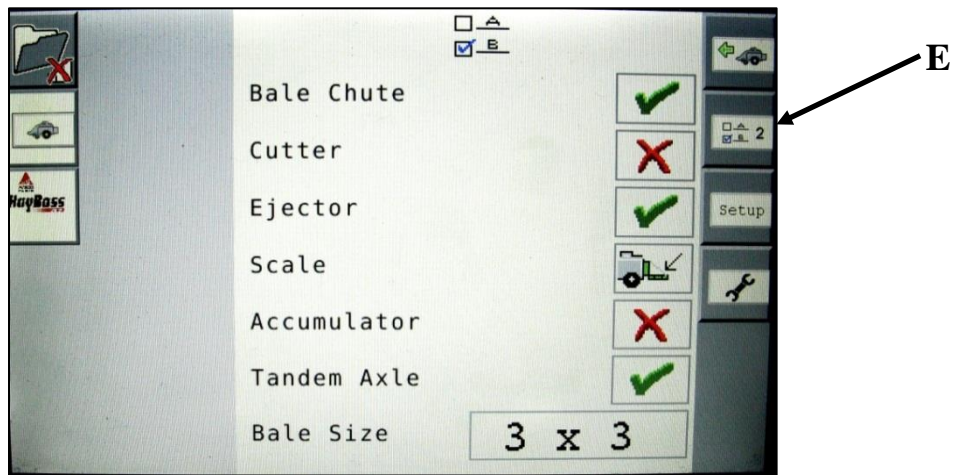 A
B
E
Bale Chute
2
Cutter
HayBoss
Ejector
Setup
Scale
Accumulator
Tandem Axle
Bale Size 3 x 3
A
B